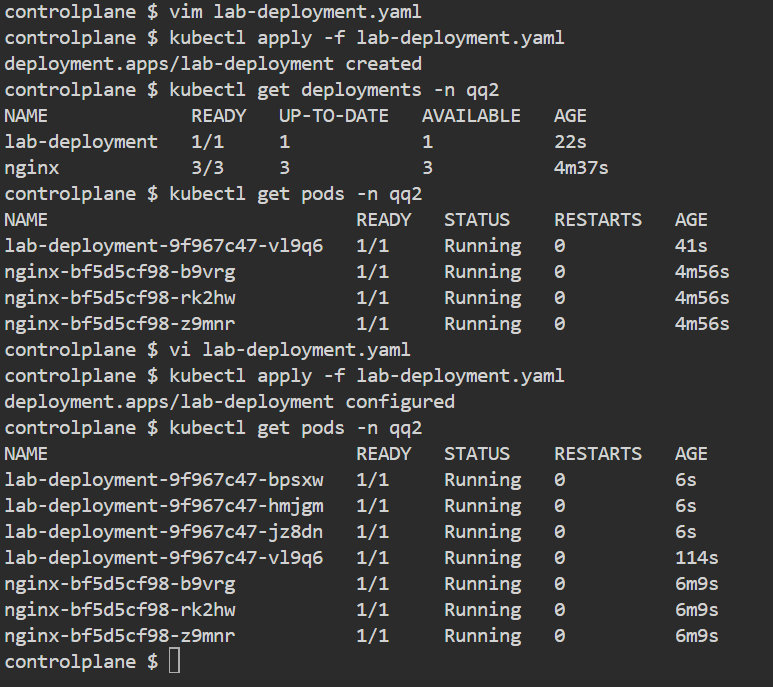 controlplane $ vim lab-deployment.yaml
controlplane $ kubectl apply -f lab-deployment.yaml
deployment.apps/lab-deployment created
controlplane $ kubectl get deployments -n qq2
NAME             READY   UP-TO-DATE   AVAILABLE   AGE
lab-deployment   1/1     1            1           22s
nginx            3/3     3            3           4m37s
controlplane $ kubectl get pods -n qq2
NAME                            READY   STATUS    RESTARTS   AGE
lab-deployment-9f967c47-vl9q6   1/1     Running   0          41s
nginx-bf5d5cf98-b9vrg           1/1     Running   0          4m56s
nginx-bf5d5cf98-rk2hw           1/1     Running   0          4m56s
nginx-bf5d5cf98-z9mnr           1/1     Running   0          4m56s
controlplane $ vi lab-deployment.yaml
controlplane $ kubectl apply -f lab-deployment.yaml
deployment.apps/lab-deployment configured
controlplane $ kubectl get pods -n qq2
NAME                            READY   STATUS    RESTARTS   AGE
lab-deployment-9f967c47-bpsxw   1/1     Running   0          6s
lab-deployment-9f967c47-hmjgm   1/1     Running   0          6s
lab-deployment-9f967c47-jz8dn   1/1     Running   0          6s
lab-deployment-9f967c47-vl9q6   1/1     Running   0          114s
nginx-bf5d5cf98-b9vrg           1/1     Running   0          6m9s
nginx-bf5d5cf98-rk2hw           1/1     Running   0          6m9s
nginx-bf5d5cf98-z9mnr           1/1     Running   0          6m9s
controlplane $